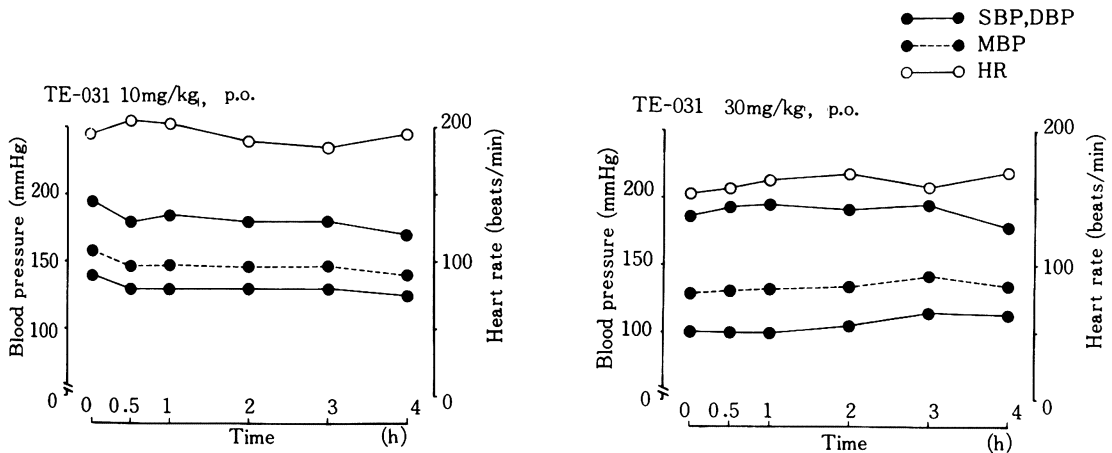 SBP,DBP
MBP
HR
TE-031 10mg/kg, p.o.
Blood pressure (mmHg)
200
150
100
0
200
100
0
Heart rate (beats/min)
0 0.5 1 2 3 4
Time (h)
TE-031 30mg/kg, p.o.
Blood pressure (mmHg)
200
150
100
0
200
100
0
Heart rate (beats/min)
0 0.5 1 2 3 4
Time (h)